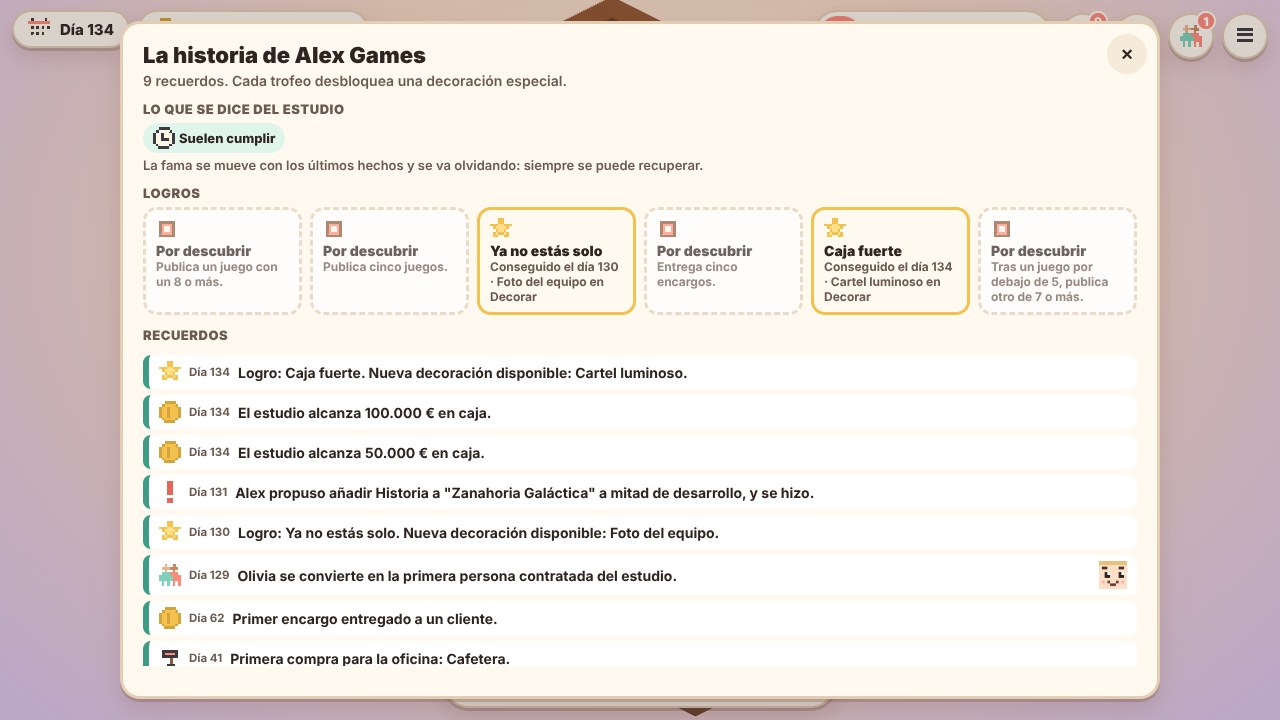 Día 134
1
La historia de Alex Games
9 recuerdos. Cada trofeo desbloquea una decoración especial.
LO QUE SE DICE DEL ESTUDIO
Suelen cumplir
La fama se mueve con los últimos hechos y se va olvidando: siempre se puede recuperar.
LOGROS
Por descubrir
Publica un juego con
un 8 o más.
Por descubrir
Publica cinco juegos.
Ya no estás solo
Conseguido el día 130
· Foto del equipo en
Decorar
Por descubrir
Entrega cinco
encargos.
Caja fuerte
Conseguido el día 134
· Cartel luminoso en
Decorar
Por descubrir
Tras un juego por
debajo de 5, publica
otro de 7 o más.
RECUERDOS
Día 134 Logro: Caja fuerte. Nueva decoración disponible: Cartel luminoso.
Día 134 El estudio alcanza 100.000 € en caja.
Día 134 El estudio alcanza 50.000 € en caja.
Día 131 Alex propuso añadir Historia a "Zanahoria Galáctica" a mitad de desarrollo, y se hizo.
Día 130 Logro: Ya no estás solo. Nueva decoración disponible: Foto del equipo.
Día 129 Olivia se convierte en la primera persona contratada del estudio.
Día 62 Primer encargo entregado a un cliente.
Día 41 Primera compra para la oficina: Cafetera.